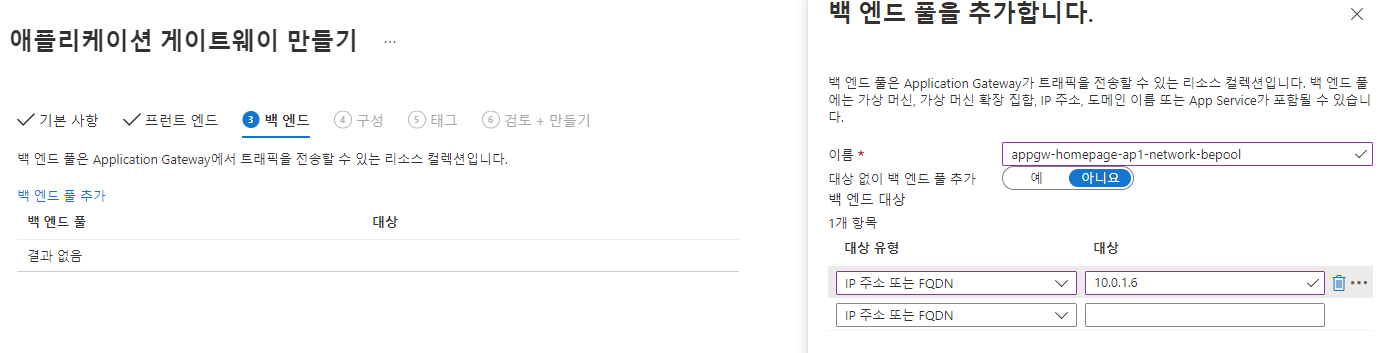 애플리케이션 게이트웨이 만들기 ...
기본 사항 프런트 엔드 3 백 엔드 4 구성 5 태그 6 검토 + 만들기
백 엔드 풀은 Application Gateway에서 트래픽을 전송할 수 있는 리소스 컬렉션입니다.
백 엔드 풀 추가
백 엔드 풀 대상
결과 없음
백 엔드 풀을 추가합니다.
백 엔드 풀은 Application Gateway가 트래픽을 전송할 수 있는 리소스 컬렉션입니다. 백 엔드 풀
에는 가상 머신, 가상 머신 확장 집합, IP 주소, 도메인 이름 또는 App Service가 포함될 수 있습니
다.
이름 * appgw-homepage-ap1-network-bepool
대상 없이 백 엔드 풀 추가 예 아니요
백 엔드 대상
1개 항목
대상 유형 대상
IP 주소 또는 FQDN 10.0.1.6
IP 주소 또는 FQDN